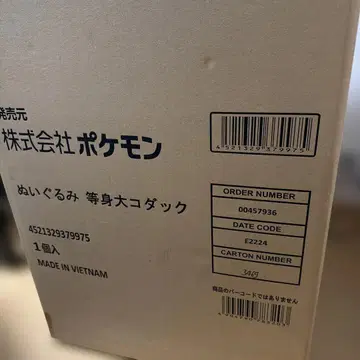 発売元
株式会社 ポケモン
4521329379975
ぬいぐるみ 等身大コダック
4521329379975
1個入
MADE IN VIETNAM
ORDER NUMBER
00457936
DATE CODE
E2224
CARTON NUMBER
商品のバーコードではありません